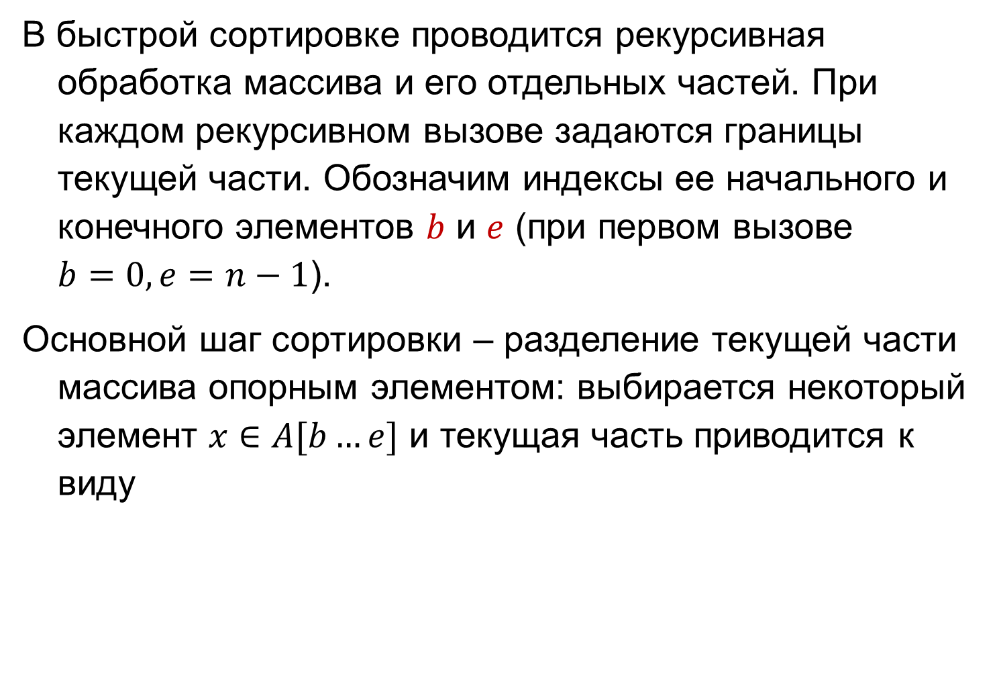 В быстрой сортировке проводится рекурсивная
обработка массива и его отдельных частей. При
каждом рекурсивном вызове задаются границы
текущей части. Обозначим индексы ее начального и
конечного элементов b и e (при первом вызове
b = 0, e = n − 1).
Основной шаг сортировки – разделение текущей части
массива опорным элементом: выбирается некоторый
элемент x ∈ A[b … e] и текущая часть приводится к
виду